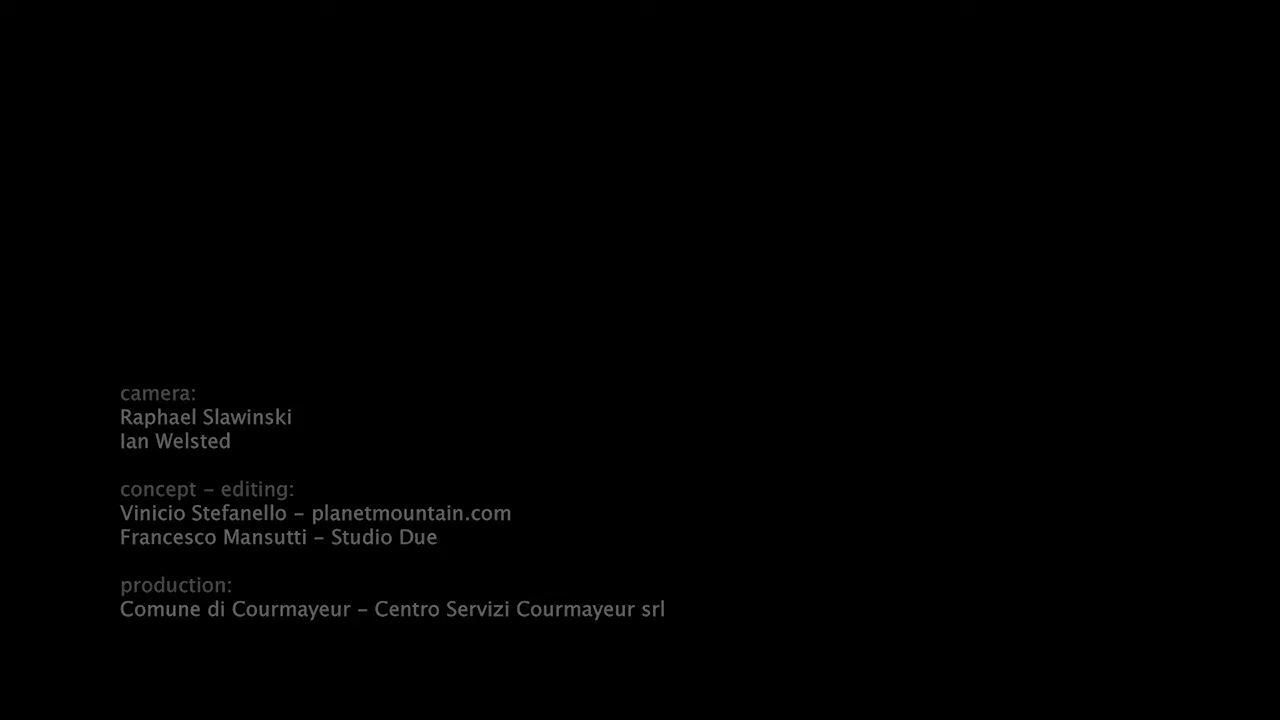 camera:
Raphael Slawinski
Ian Welsted
concept – editing:
Vinicio Stefanello – planetmountain.com
Francesco Mansutti – Studio Due
production:
Comune di Courmayeur – Centro Servizi Courmayeur srl